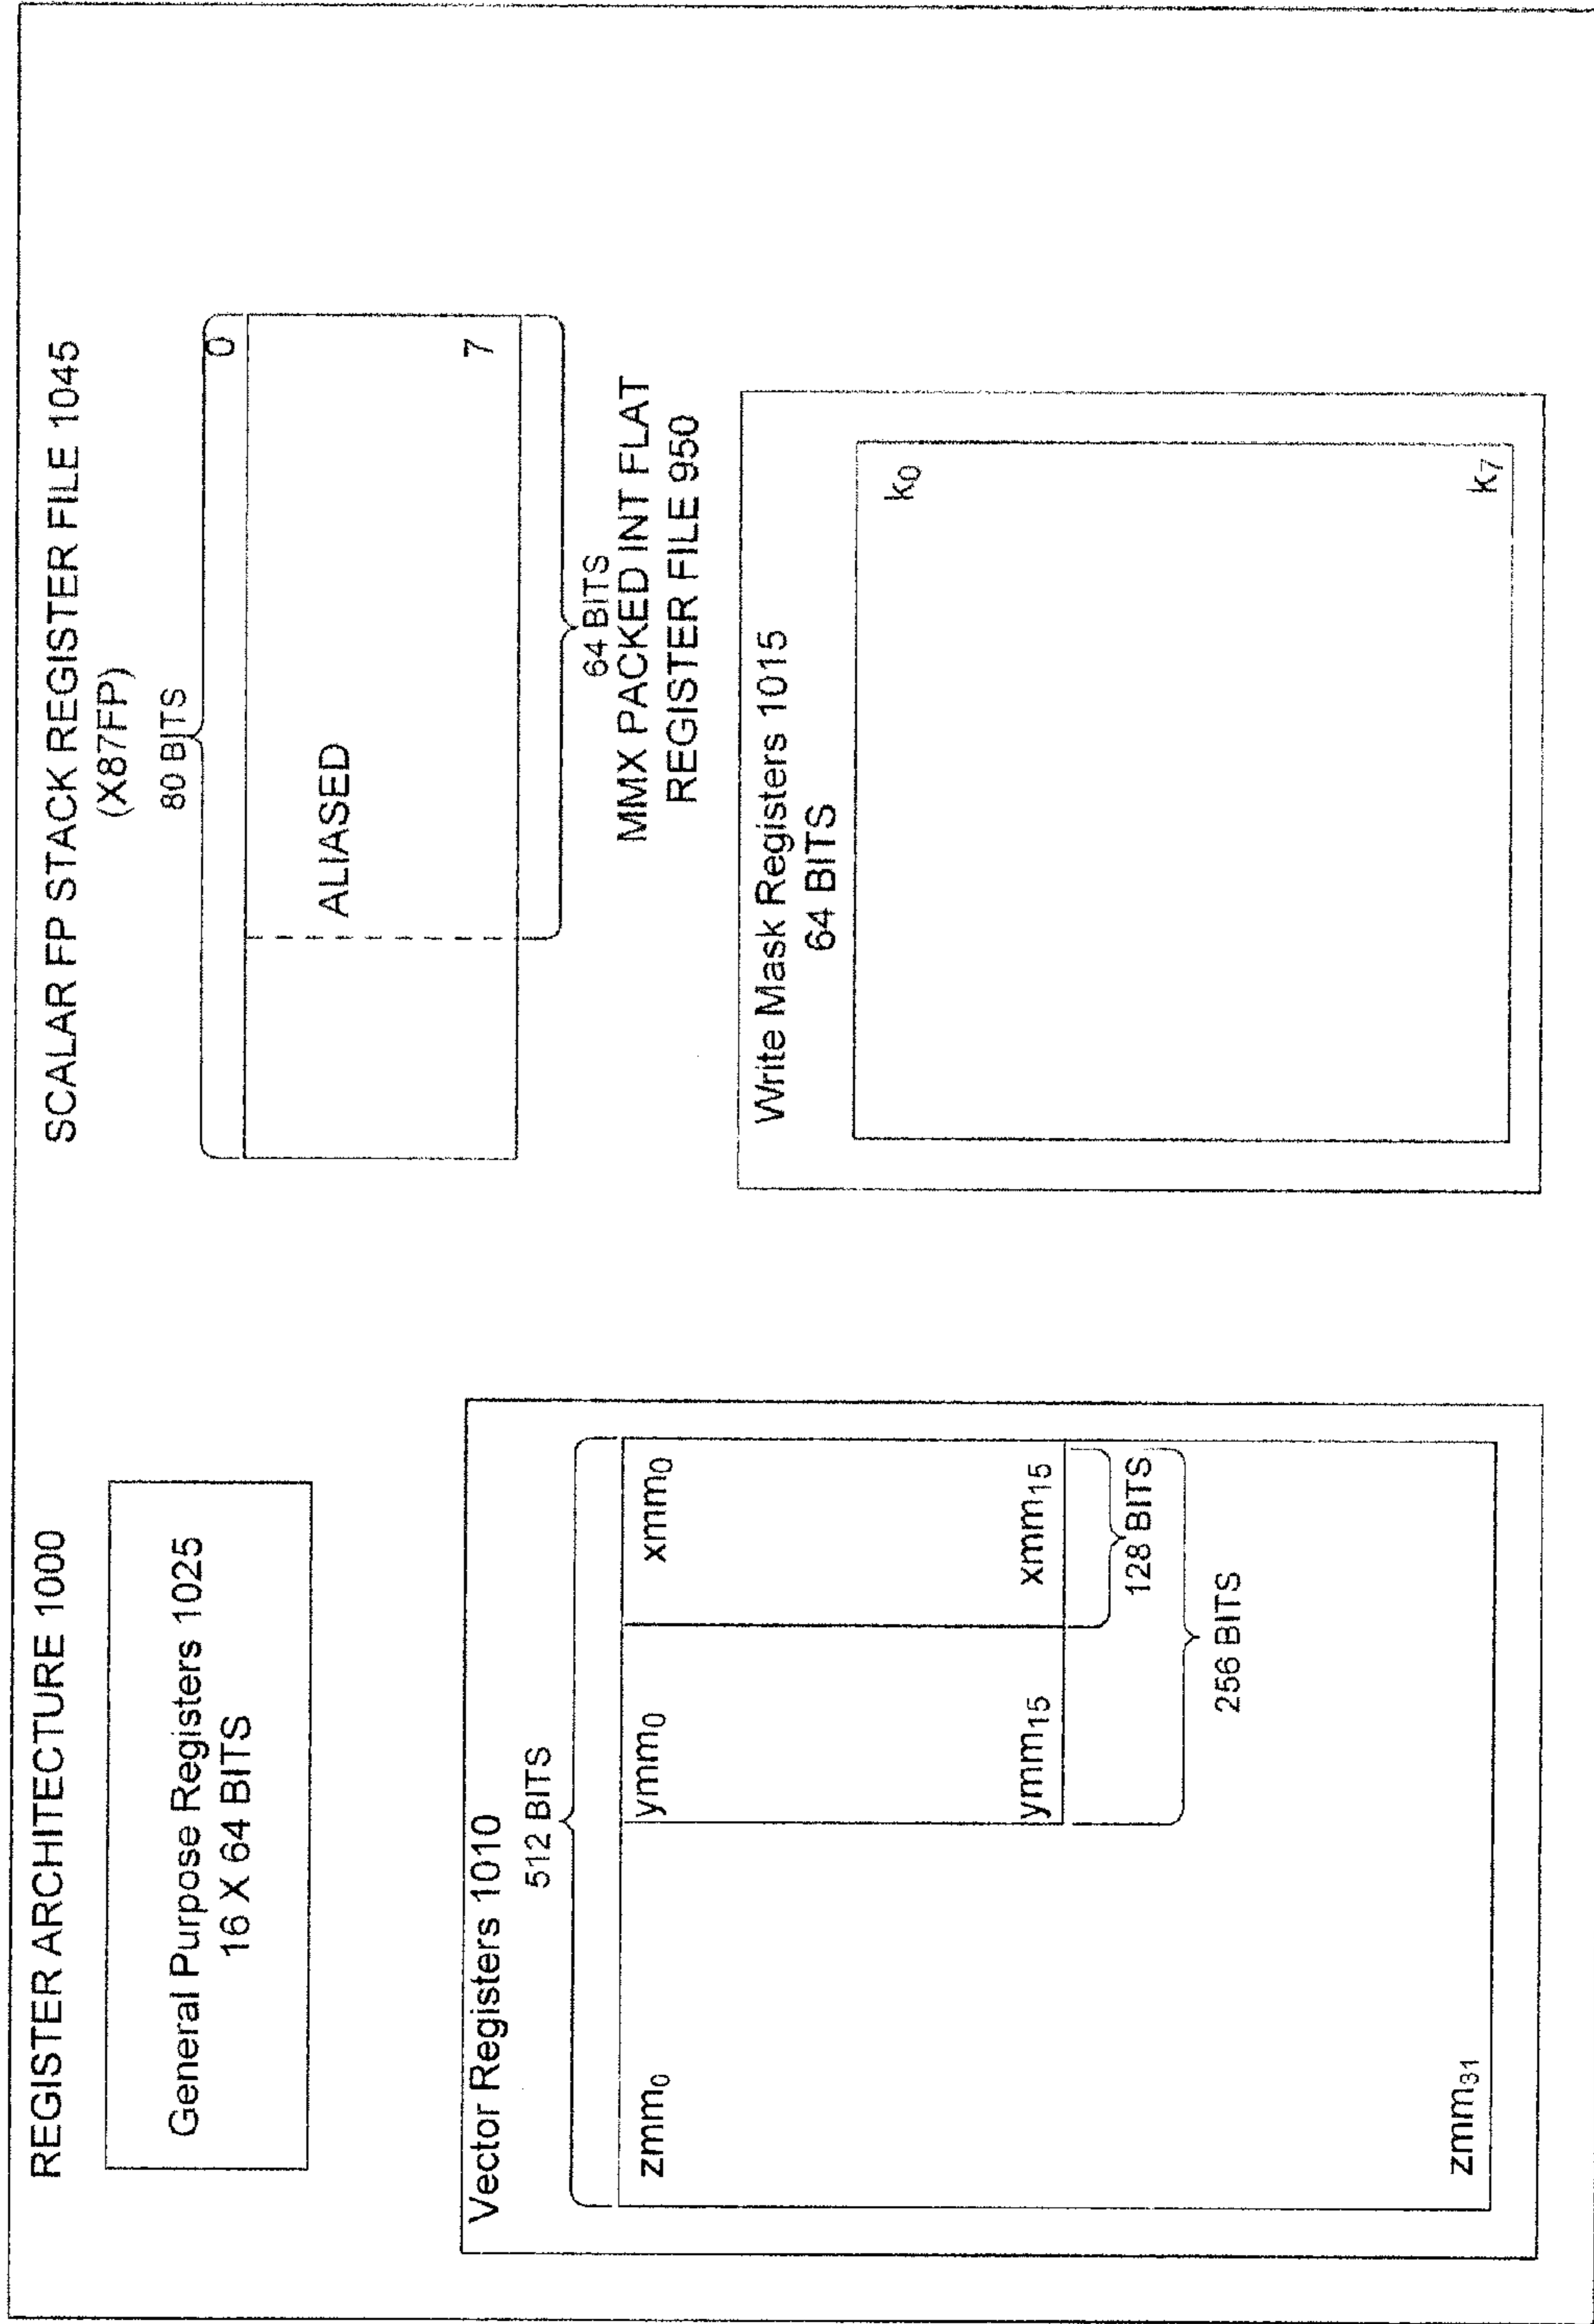 REGISTER ARCHITECTURE 1000
General Purpose Registers 1025
16 X 64 BITS
Vector Registers 1010
512 BITS
zmm0
ymm0
xmm0
ymm15
xmm15
128 BITS
256 BITS
zmm31
SCALAR FP STACK REGISTER FILE 1045
(X87FP)
80 BITS
0
ALIASED
7
64 BITS
MMX PACKED INT FLAT
REGISTER FILE 950
Write Mask Registers 1015
64 BITS
k0
k7